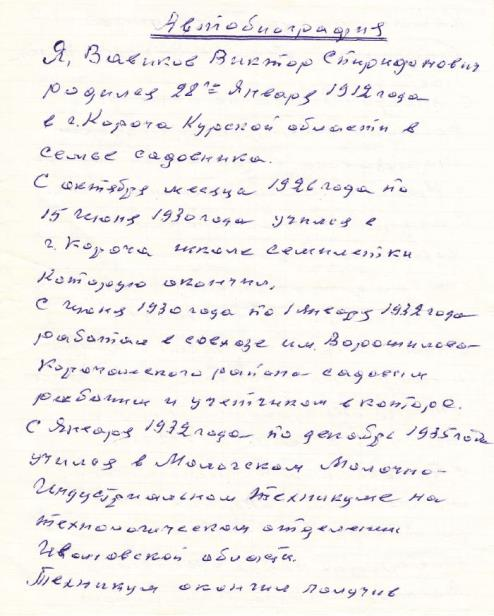 Автобиография
Я, Вавиков Виктор Спиридонович
родился 22го Января 1912 года
в г. Короча Курской области в
семье садовника.
С октября месяца 1926 года по
15 июня 1930 года учился в
г. Короча школе семилетки
которую окончил.
С июня 1930 года по 1 Января 1932 года
работал в совхозе им. Ворошилова
Корочанского района садовым
рабочим и учетчиком в конторе.
С Января 1932 года по декабрь 1935 года
учился в Мологском Молочно-
Индустриальном техникуме на
технологическом отделении
Ивановской области.
Техникум окончил получив